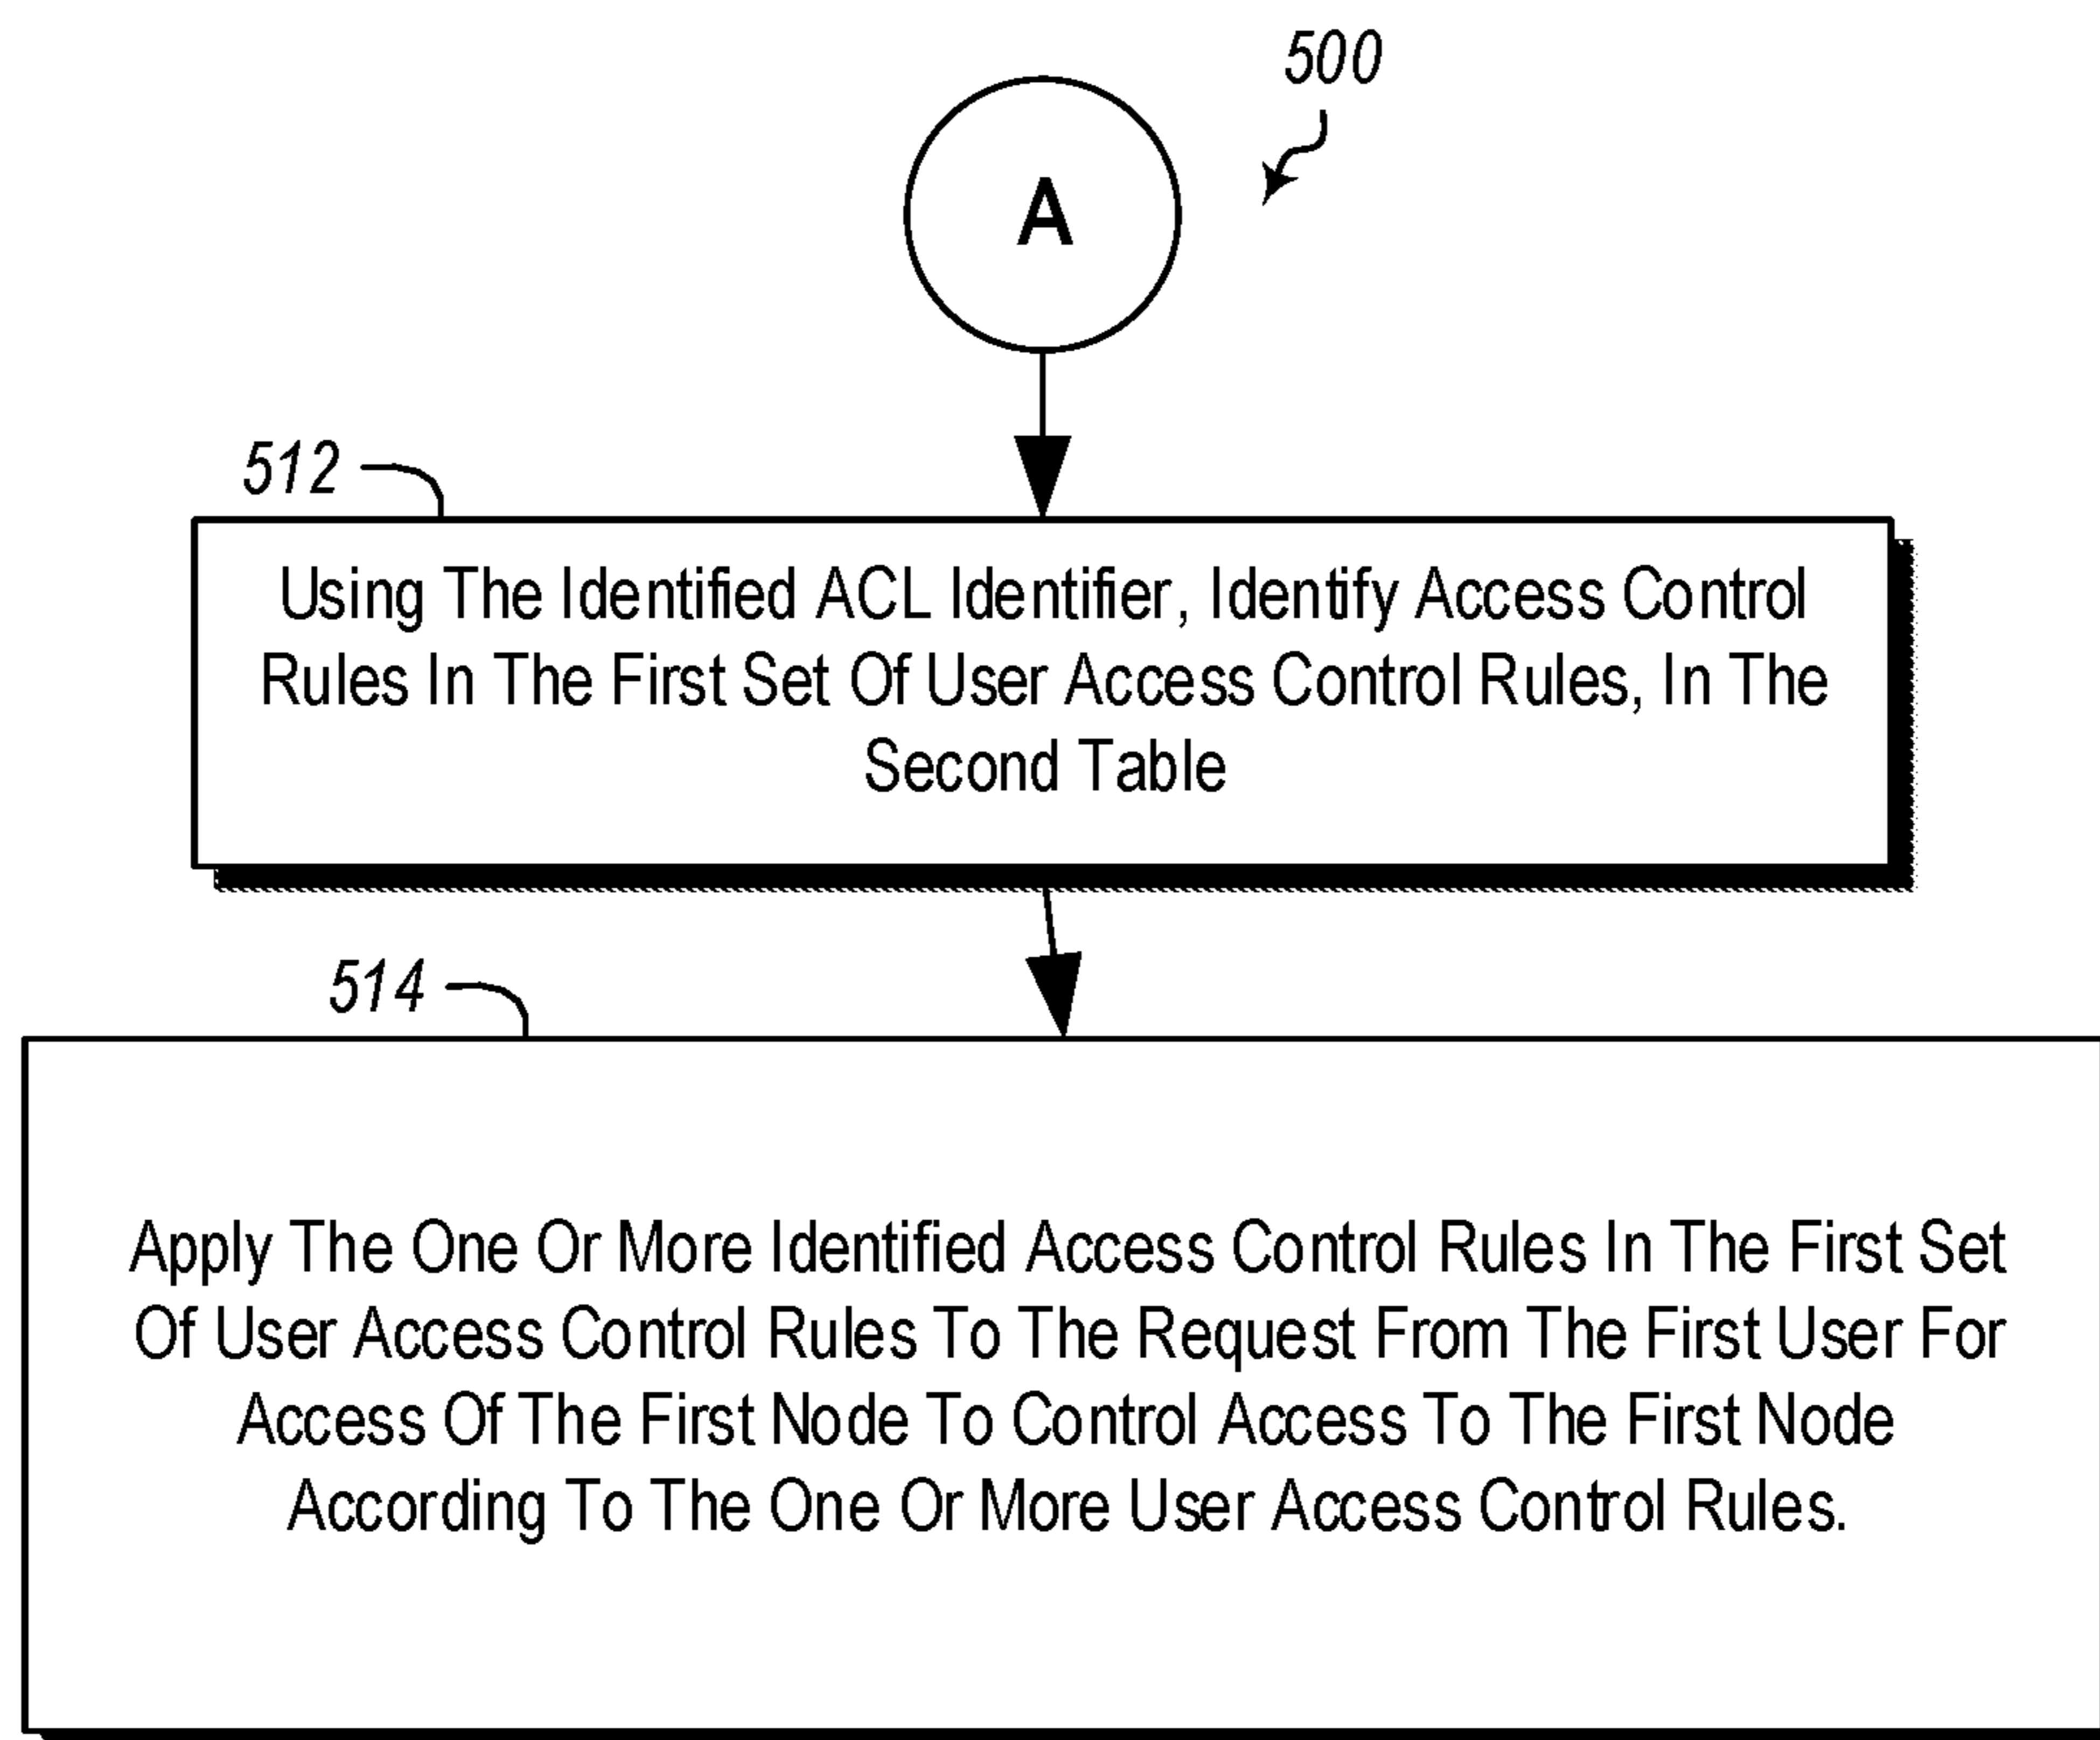 500
A
512
Using The Identified ACL Identifier, Identify Access Control
Rules In The First Set Of User Access Control Rules, In The
Second Table
514
Apply The One Or More Identified Access Control Rules In The First Set
Of User Access Control Rules To The Request From The First User For
Access Of The First Node To Control Access To The First Node
According To The One Or More User Access Control Rules.